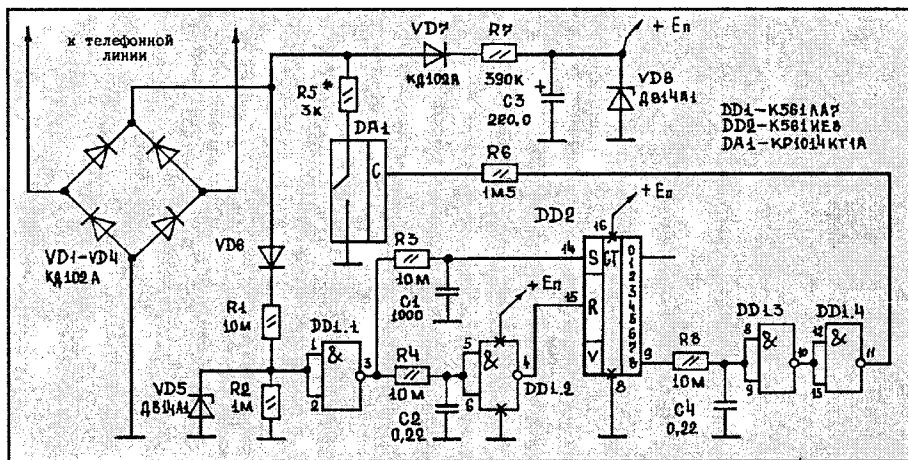 к телефонной
линии
VD7
КД102А
R7
390к
+ Еп
R5*
3к
+
C3
220,0
VD8
Д814А1
DD1-К561ЛА7
DD2-К561ИЕ8
DA1-КР1014КТ1А
DA1
C
R6
1М5
VD1-VD4
КД102А
VD6
R1
10м
R3
10м
C1
1000
DD2
+ Еп
16
14
15
S
R
V
CT
0
1
2
3
4
5
6
7
8
9
8
DD1.1
1
2
&
3
R4
10м
C2
0,22
+ Еп
5
6
&
4
DD1.2
VD5
Д814А1
R2
1м
R8
10м
C4
0,22
DD1.3
8
9
&
10
DD1.4
12
13
&
11